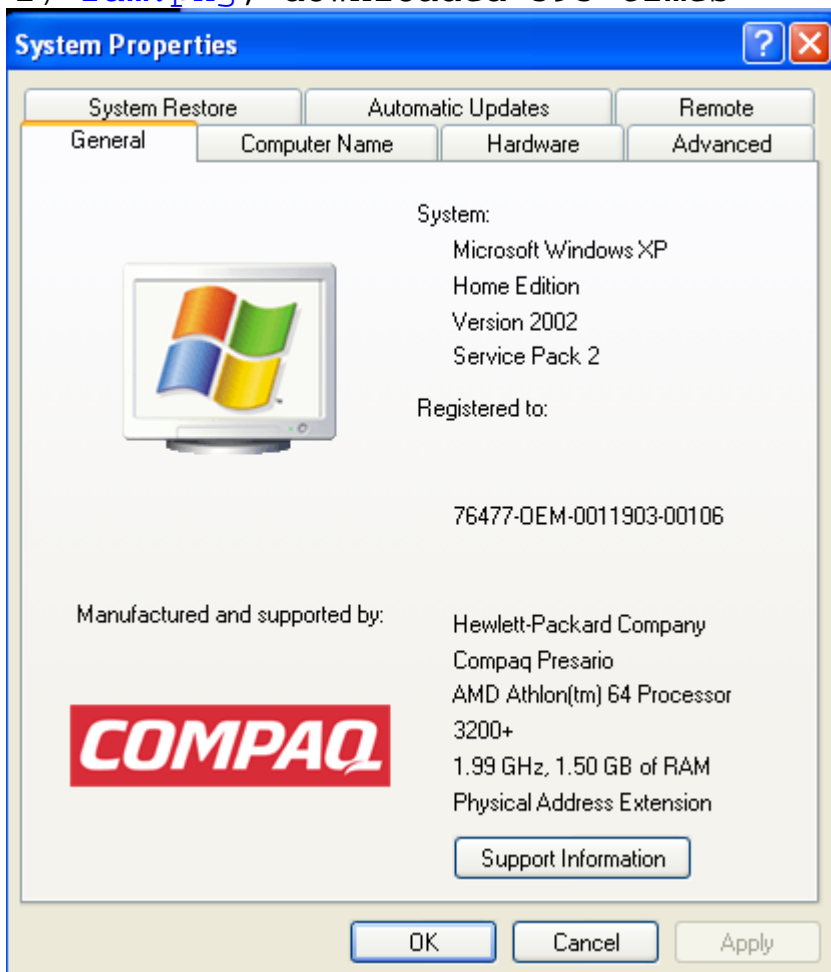 System Properties
System Restore Automatic Updates Remote
General Computer Name Hardware Advanced
System:
Microsoft Windows XP
Home Edition
Version 2002
Service Pack 2
Registered to:
76477-OEM-0011903-00106
Manufactured and supported by:
COMPAQ
Hewlett-Packard Company
Compaq Presario
AMD Athlon(tm) 64 Processor
3200+
1.99 GHz, 1.50 GB of RAM
Physical Address Extension
Support Information
OK Cancel Apply